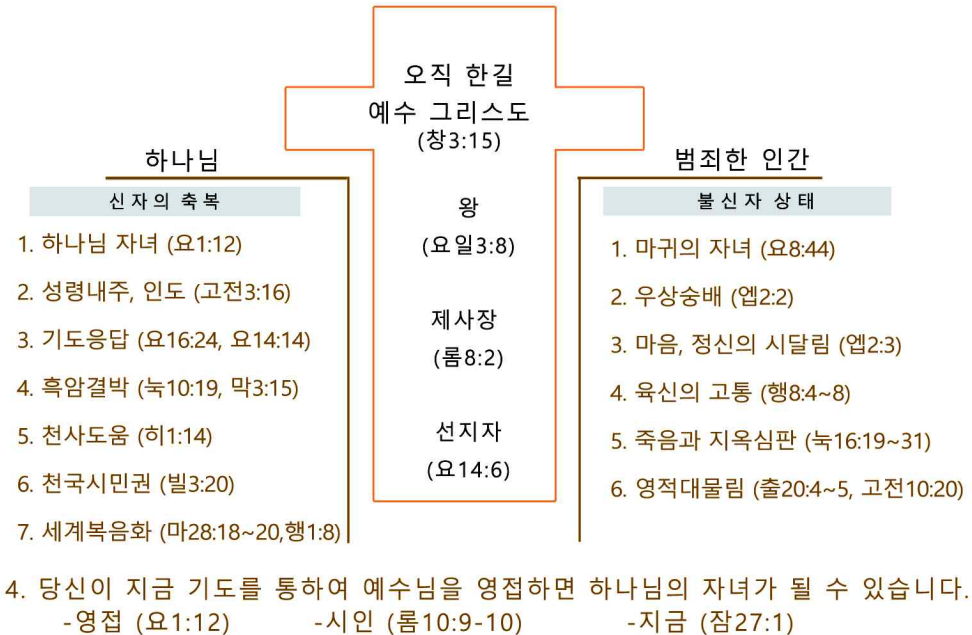 오직 한길
예수 그리스도
(창3:15)
왕
(요일3:8)
제사장
(롬8:2)
선지자
(요14:6)
하나님
신자의 축복
1. 하나님 자녀 (요1:12)
2. 성령내주, 인도 (고전3:16)
3. 기도응답 (요16:24, 요14:14)
4. 흑암결박 (눅10:19, 막3:15)
5. 천사도움 (히1:14)
6. 천국시민권 (빌3:20)
7. 세계복음화 (마28:18~20,행1:8)
범죄한 인간
불신자 상태
1. 마귀의 자녀 (요8:44)
2. 우상숭배 (엡2:2)
3. 마음, 정신의 시달림 (엡2:3)
4. 육신의 고통 (행8:4~8)
5. 죽음과 지옥심판 (눅16:19~31)
6. 영적대물림 (출20:4~5, 고전10:20)
4. 당신이 지금 기도를 통하여 예수님을 영접하면 하나님의 자녀가 될 수 있습니다.
-영접 (요1:12) -시인 (롬10:9-10) -지금 (잠27:1)